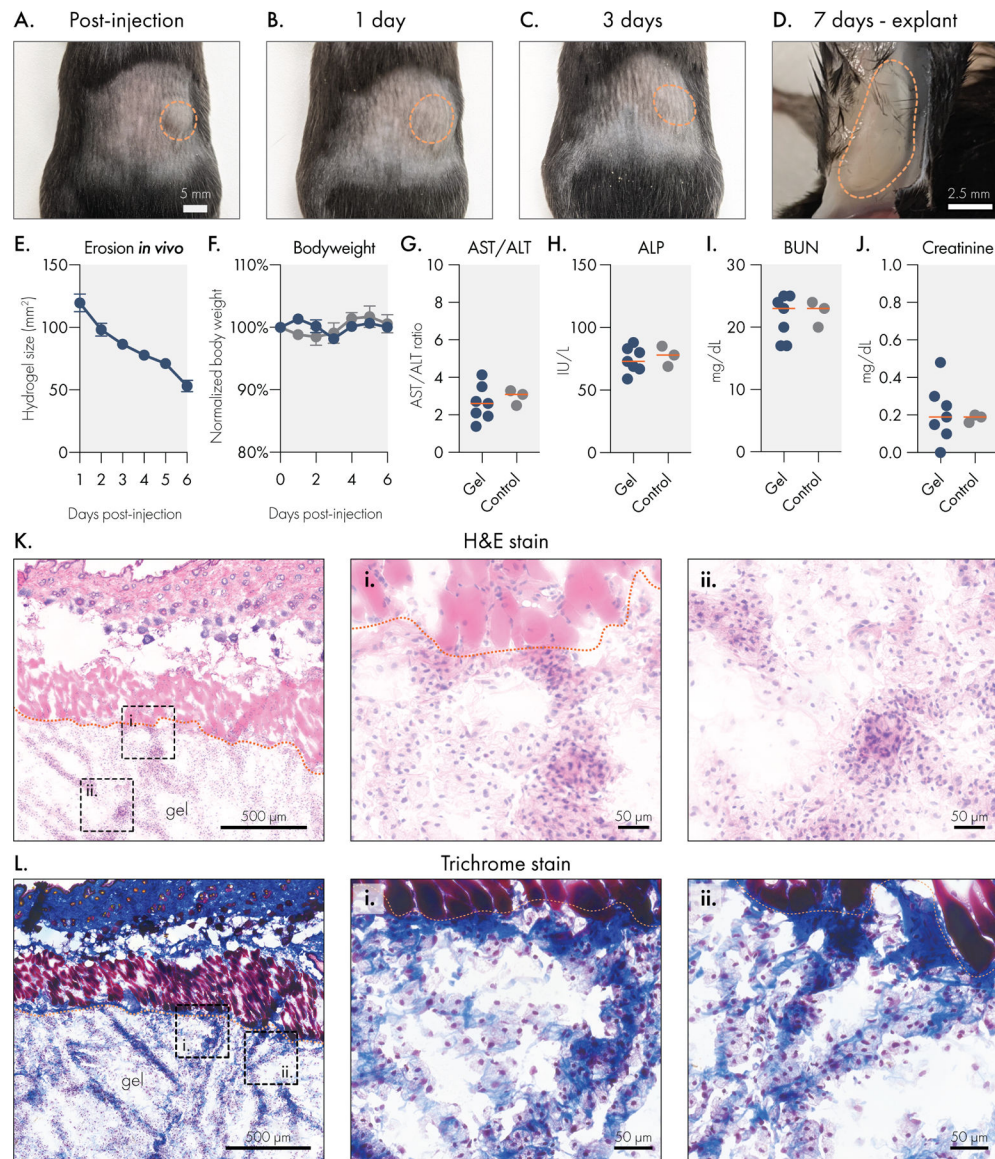 A. Post-injection
B. 1 day
C. 3 days
D. 7 days - explant
5 mm
2.5 mm
E. Erosion in vivo
Hydrogel size (mm²)
150
100
50
0
1 2 3 4 5 6
Days post-injection
F. Bodyweight
Normalized body weight
110%
100%
90%
80%
0 2 4 6
Days post-injection
G. AST/ALT
AST/ALT ratio
10
8
6
4
2
0
Gel
Control
H. ALP
IU/L
150
100
50
0
Gel
Control
I. BUN
mg/dL
30
20
10
0
Gel
Control
J. Creatinine
mg/dL
1.0
0.8
0.6
0.4
0.2
0.0
Gel
Control
K. H&E stain
i.
ii.
gel
500 µm
i.
50 µm
ii.
50 µm
L. Trichrome stain
i.
ii.
gel
500 µm
i.
50 µm
ii.
50 µm